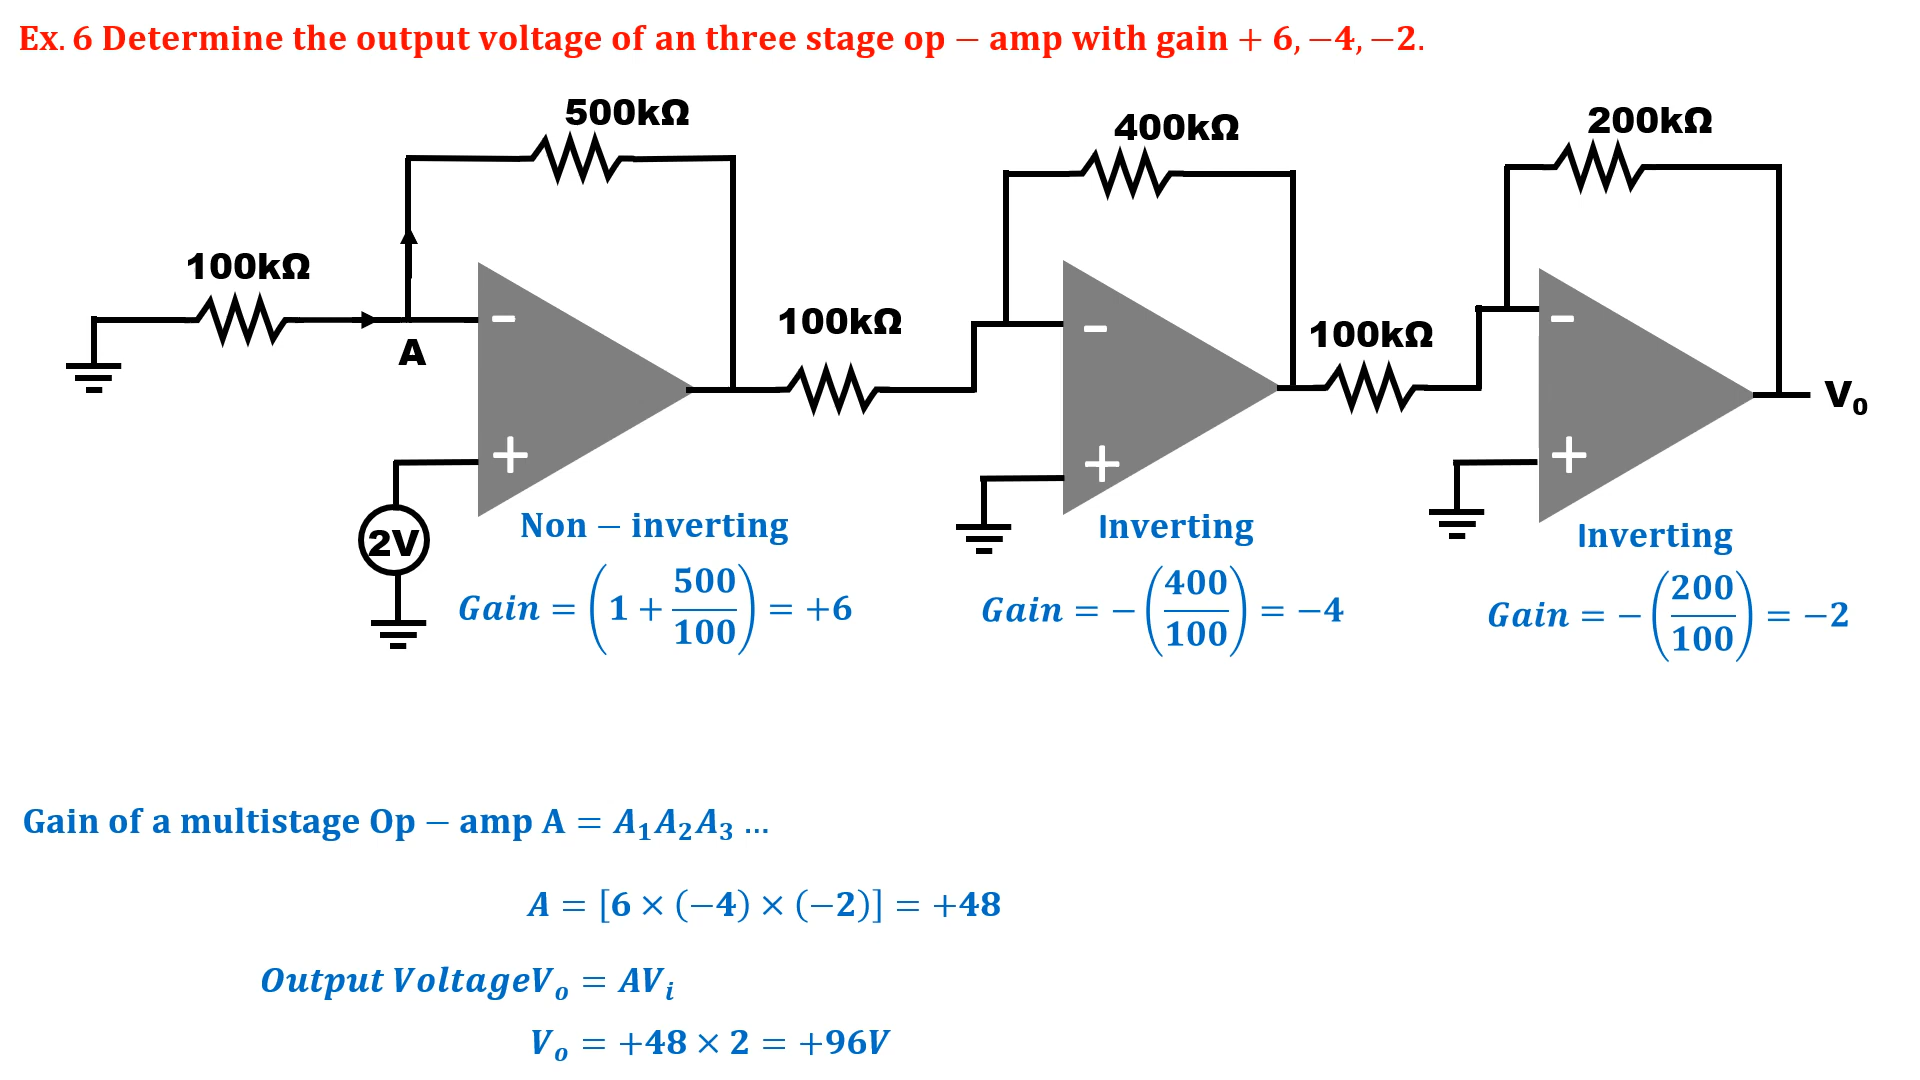 Ex. 6 Determine the output voltage of an three stage op − amp with gain + 6, −4, −2.
500kΩ
400kΩ
200kΩ
100kΩ
100kΩ
100kΩ
A
−
+
−
+
−
+
V₀
2V
Non − inverting
Inverting
Inverting
Gain = (1 + 500/100) = +6
Gain = −(400/100) = −4
Gain = −(200/100) = −2
Gain of a multistage Op − amp A = A₁A₂A₃ ...
A = [6 × (−4) × (−2)] = +48
Output VoltageVₒ = AVᵢ
Vₒ = +48 × 2 = +96V